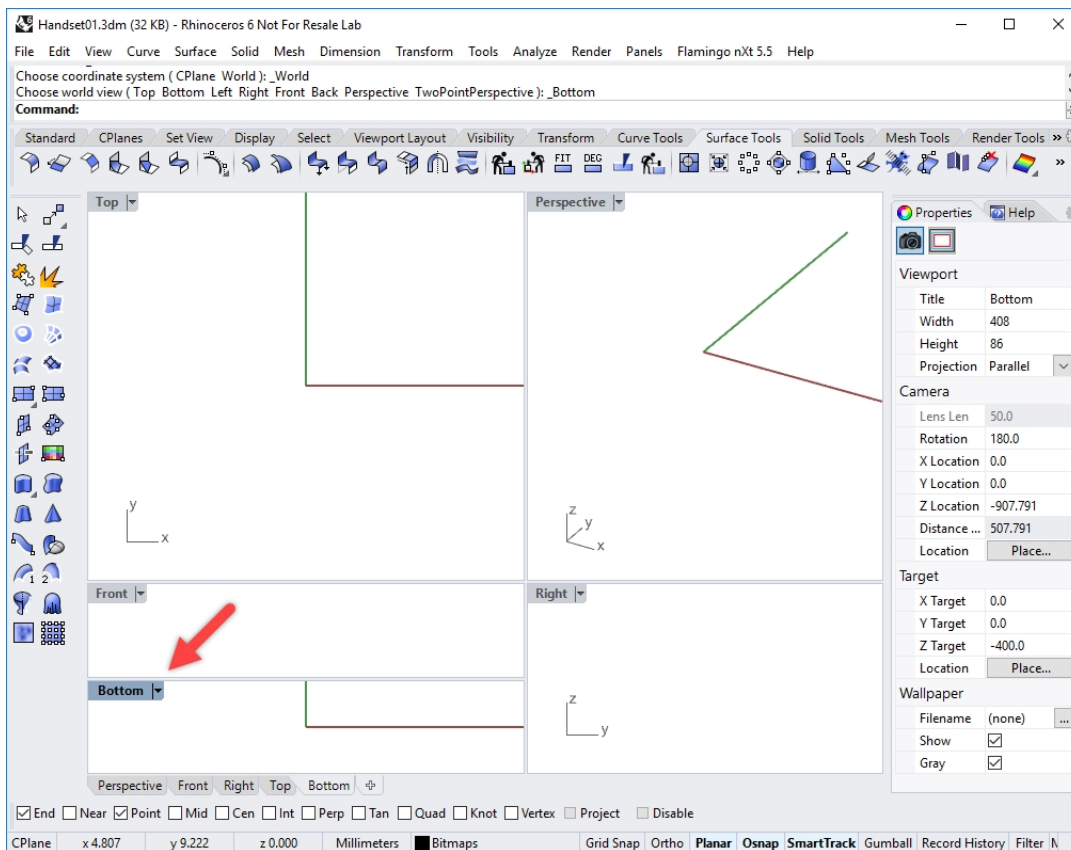 Handset01.3dm (32 KB) - Rhinoceros 6 Not For Resale Lab
File Edit View Curve Surface Solid Mesh Dimension Transform Tools Analyze Render Panels Flamingo nXt 5.5 Help
Choose coordinate system ( CPlane World ): _World
Choose world view ( Top Bottom Left Right Front Back Perspective TwoPointPerspective ): _Bottom
Command:
Standard CPlanes Set View Display Select Viewport Layout Visibility Transform Curve Tools Surface Tools Solid Tools Mesh Tools Render Tools »
FIT DEG »
Top
Perspective
y
x
z
y
x
Front
Right
Bottom
z
y
1 2
Perspective Front Right Top Bottom
Properties Help
Viewport
Title Bottom
Width 408
Height 86
Projection Parallel
Camera
Lens Len 50.0
Rotation 180.0
X Location 0.0
Y Location 0.0
Z Location -907.791
Distance ... 507.791
Location Place...
Target
X Target 0.0
Y Target 0.0
Z Target -400.0
Location Place...
Wallpaper
Filename (none) ...
Show
Gray
End Near Point Mid Cen Int Perp Tan Quad Knot Vertex Project Disable
CPlane x 4.807 y 9.222 z 0.000 Millimeters Bitmaps Grid Snap Ortho Planar Osnap SmartTrack Gumball Record History Filter